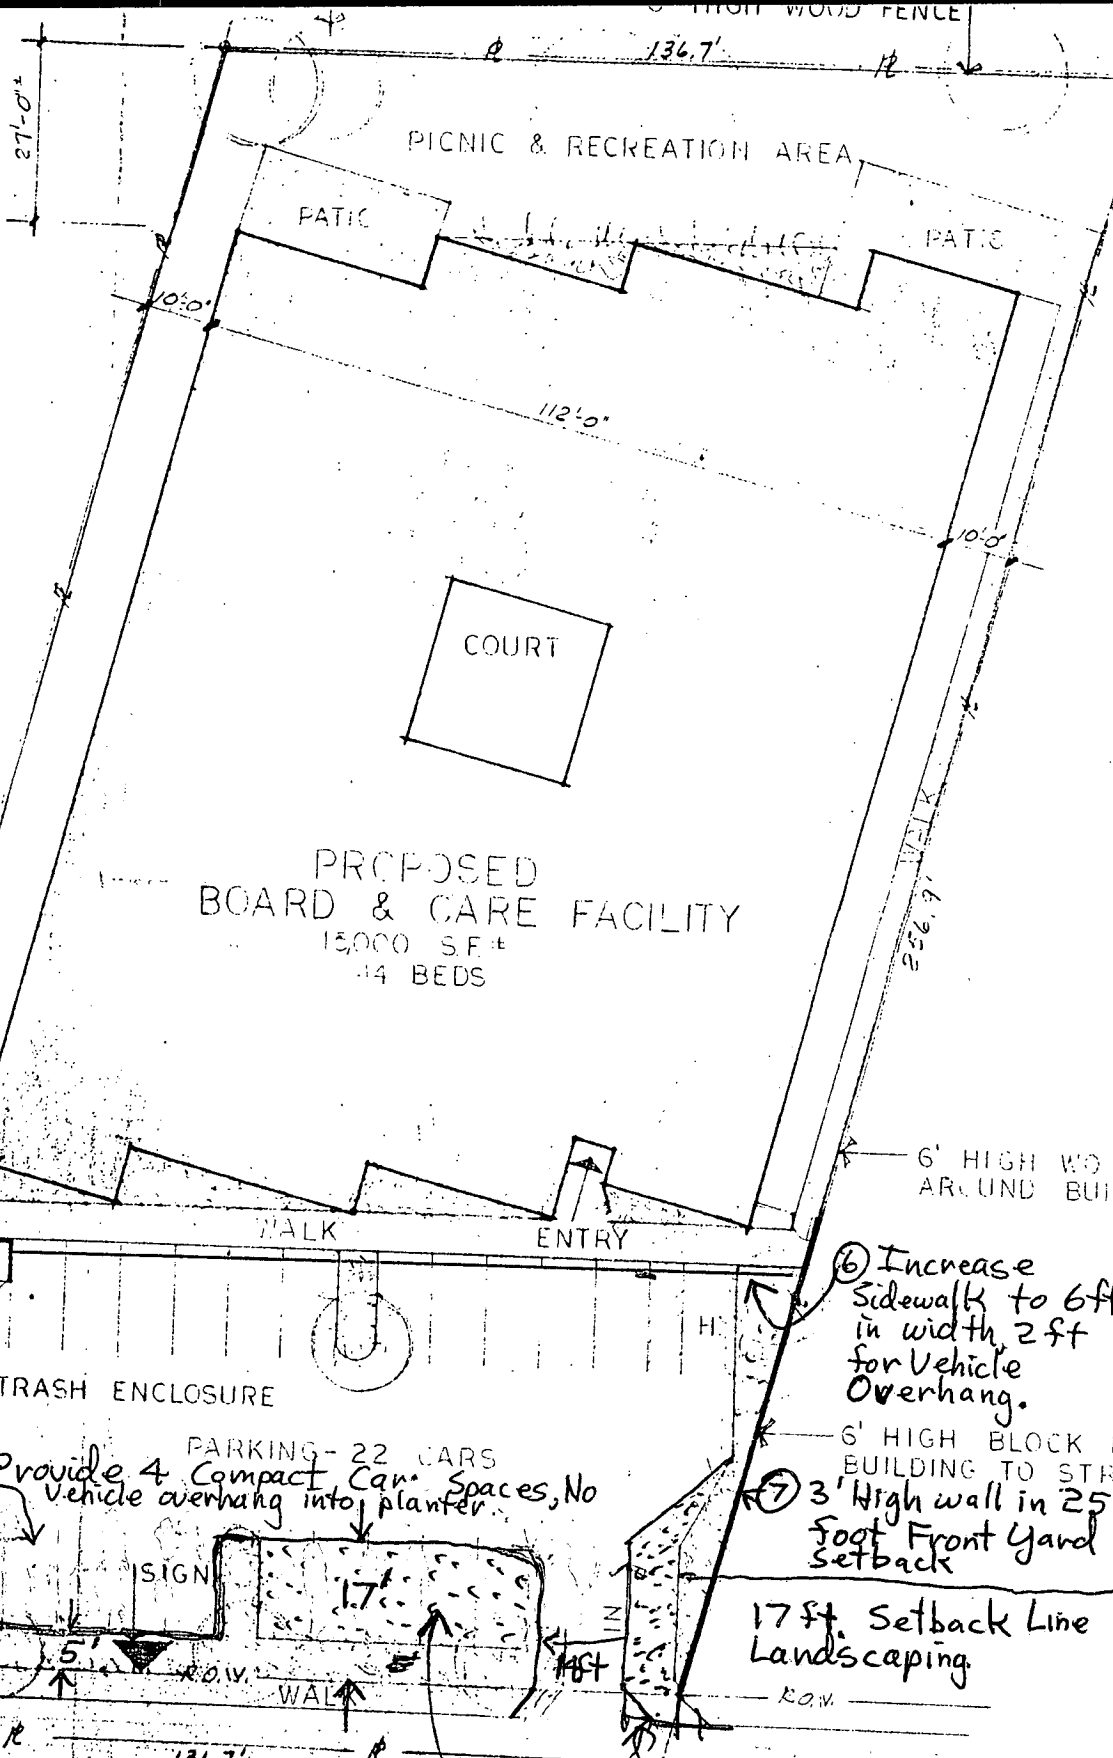 HIGH WOOD FENCE
136.7'
27'-0"±
PICNIC & RECREATION AREA
PATIO
PATIO
10'-0"
112'-0"
10'-0"
COURT
WALK
256.9'
PROPOSED
BOARD & CARE FACILITY
15,000 S.F.±
44 BEDS
6' HIGH
AROUND
WALK
ENTRY
⑥ Increase
Sidewalk to 6ft
in width, 2 ft
for Vehicle
Overhang.
H
TRASH ENCLOSURE
6' HIGH BLOCK
BUILDING TO
PARKING - 22 CARS
Provide 4 Compact Car Spaces, No
Vehicle overhang into planter
⑦ 3' High wall in 25
foot Front Yard
Setback
SIGN
17'
IN
17 ft. Setback Line
Landscaping
5'
R.O.W.
WALK
R.O.W.